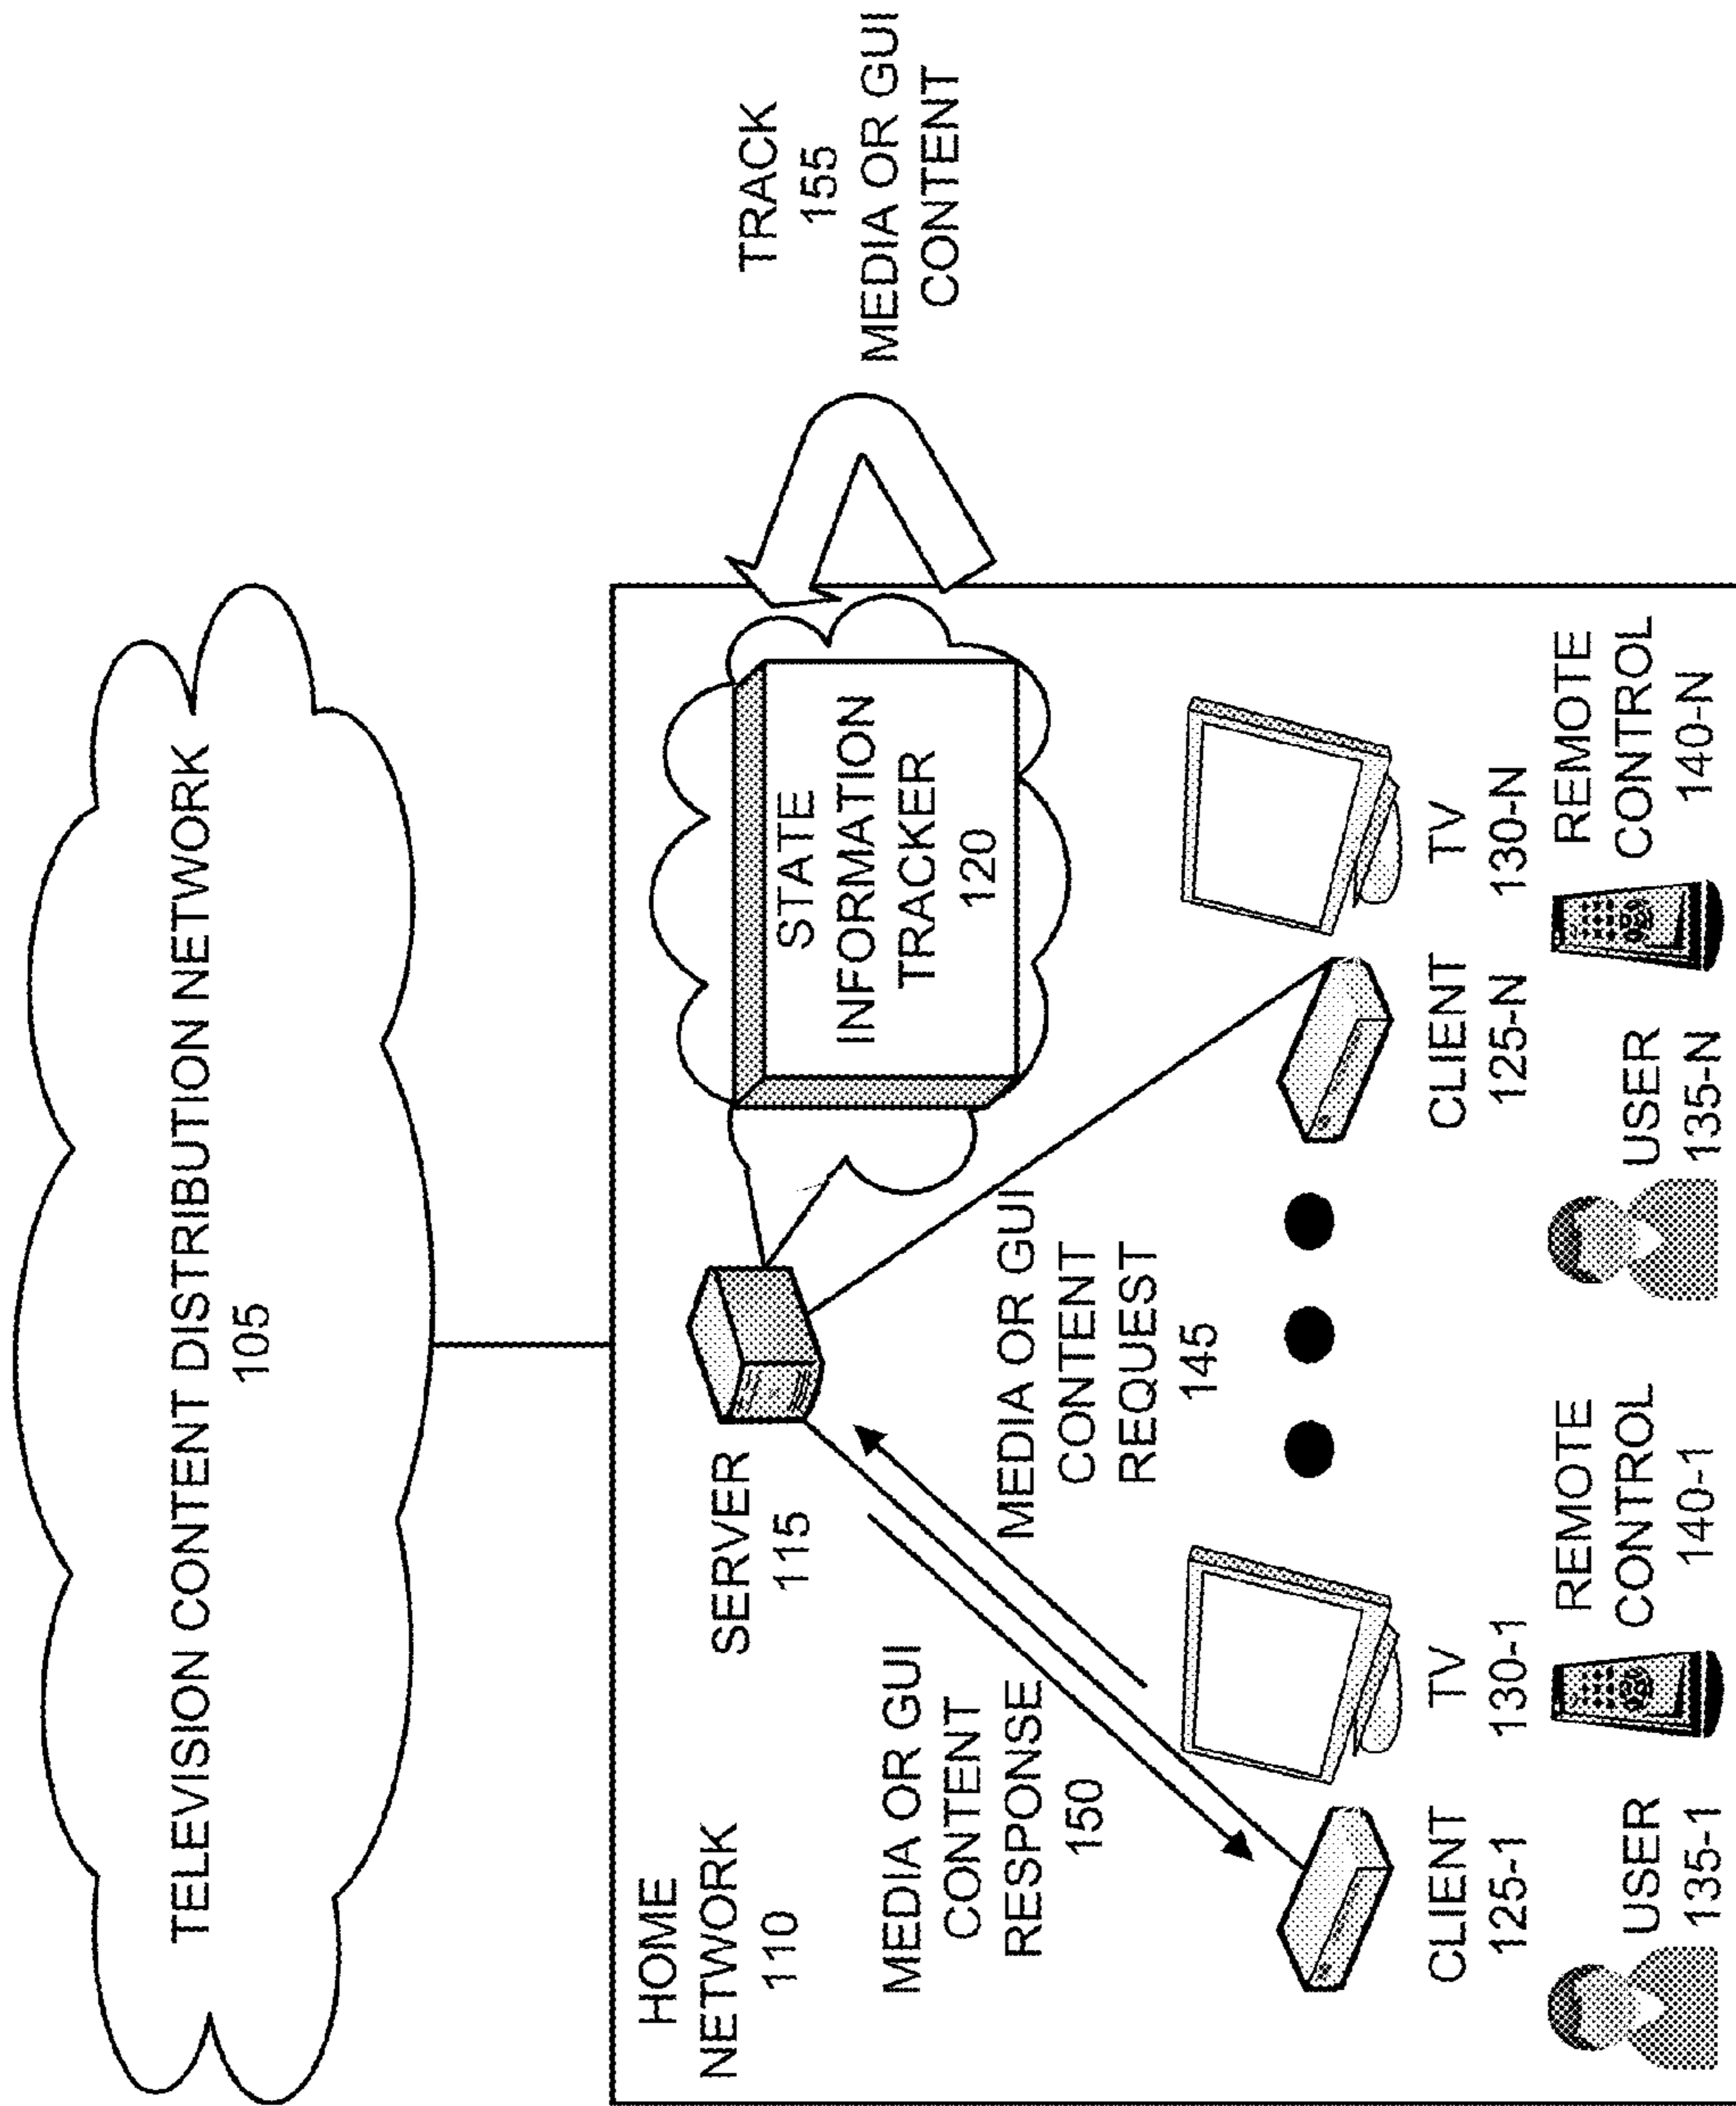 TELEVISION CONTENT DISTRIBUTION NETWORK
105
HOME
NETWORK
110
SERVER
115
STATE
INFORMATION
TRACKER
120
TRACK
155
MEDIA OR GUI
CONTENT
MEDIA OR GUI
CONTENT
RESPONSE
150
MEDIA OR GUI
CONTENT
REQUEST
145
CLIENT
125-1
TV
130-1
CLIENT
125-N
TV
130-N
USER
135-1
REMOTE
CONTROL
140-1
USER
135-N
REMOTE
CONTROL
140-N